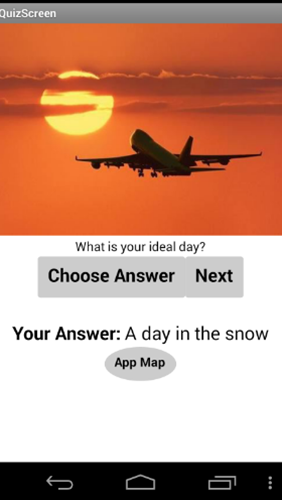 QuizScreen
What is your ideal day?
Choose Answer Next
Your Answer: A day in the snow
App Map